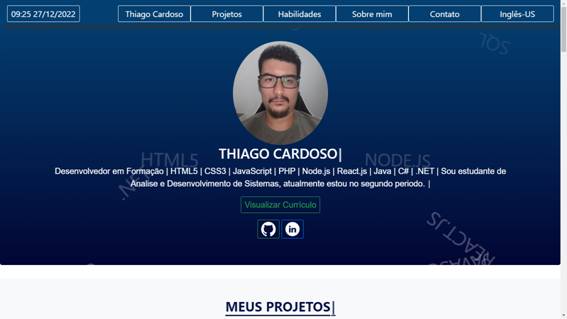 09:25 27/12/2022
Thiago Cardoso
Projetos
Habilidades
Sobre mim
Contato
Inglês-US
SQL
HTML5
NODE.JS
THIAGO CARDOSO|
Desenvolvedor em Formação | HTML5 | CSS3 | JavaScript | PHP | Node.js | React.js | Java | C# | .NET | Sou estudante de
Analise e Desenvolvimento de Sistemas, atualmente estou no segundo periodo. |
Visualizar Currículo
REACT.JS
MEUS PROJETOS|